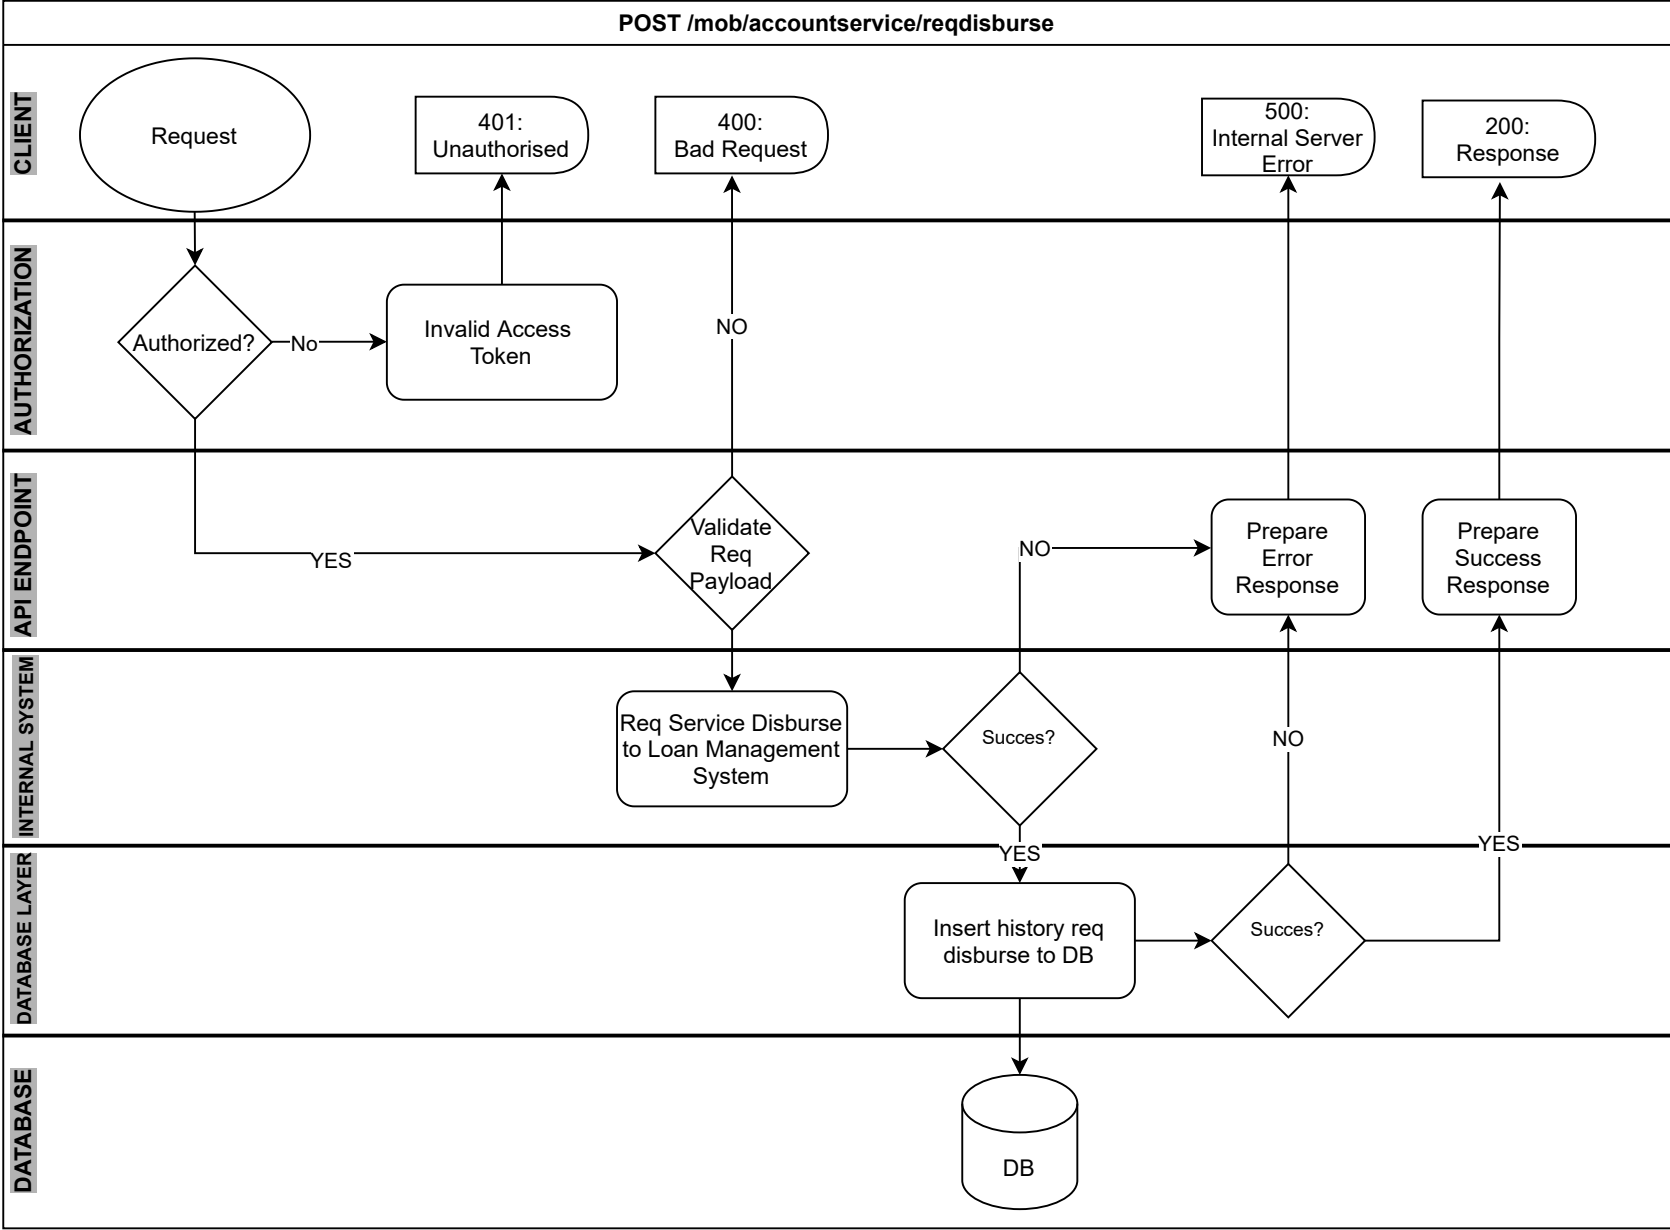 POST /mob/accountservice/reqdisburse
CLIENT
Request
401:
Unauthorised
400:
Bad Request
500:
Internal Server
Error
200:
Response
AUTHORIZATION
Authorized?
No
Invalid Access
Token
NO
API ENDPOINT
YES
Validate
Req
Payload
NO
Prepare
Error
Response
Prepare
Success
Response
INTERNAL SYSTEM
Req Service Disburse
to Loan Management
System
Succes?
NO
YES
YES
DATABASE LAYER
Insert history req
disburse to DB
Succes?
DATABASE
DB